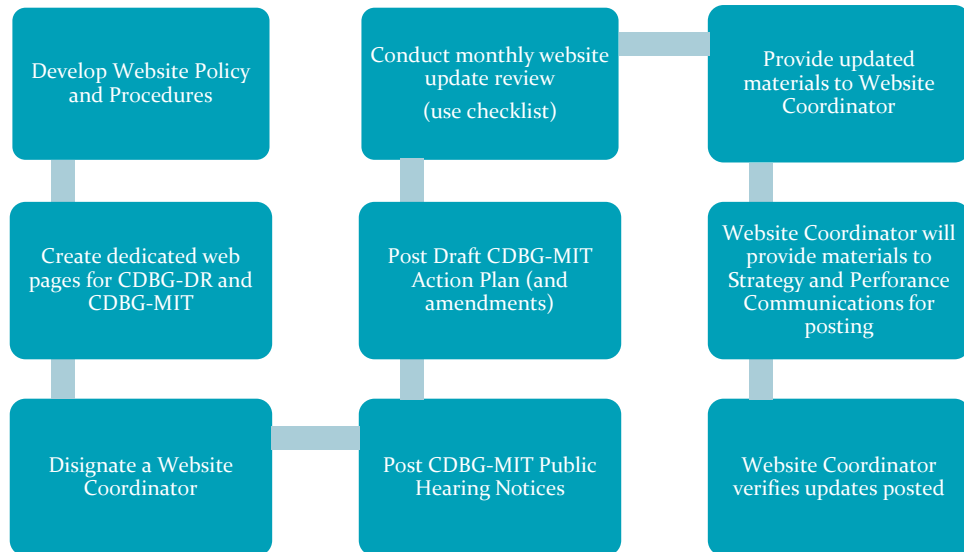 Develop Website Policy
and Procedures
Create dedicated web
pages for CDBG-DR and
CDBG-MIT
Disignate a Website
Coordinator
Post CDBG-MIT Public
Hearing Notices
Post Draft CDBG-MIT
Action Plan (and
amendments)
Conduct monthly website
update review
(use checklist)
Provide updated
materials to Website
Coordinator
Website Coordinator will
provide materials to
Strategy and Perforance
Communications for
posting
Website Coordinator
verifies updates posted